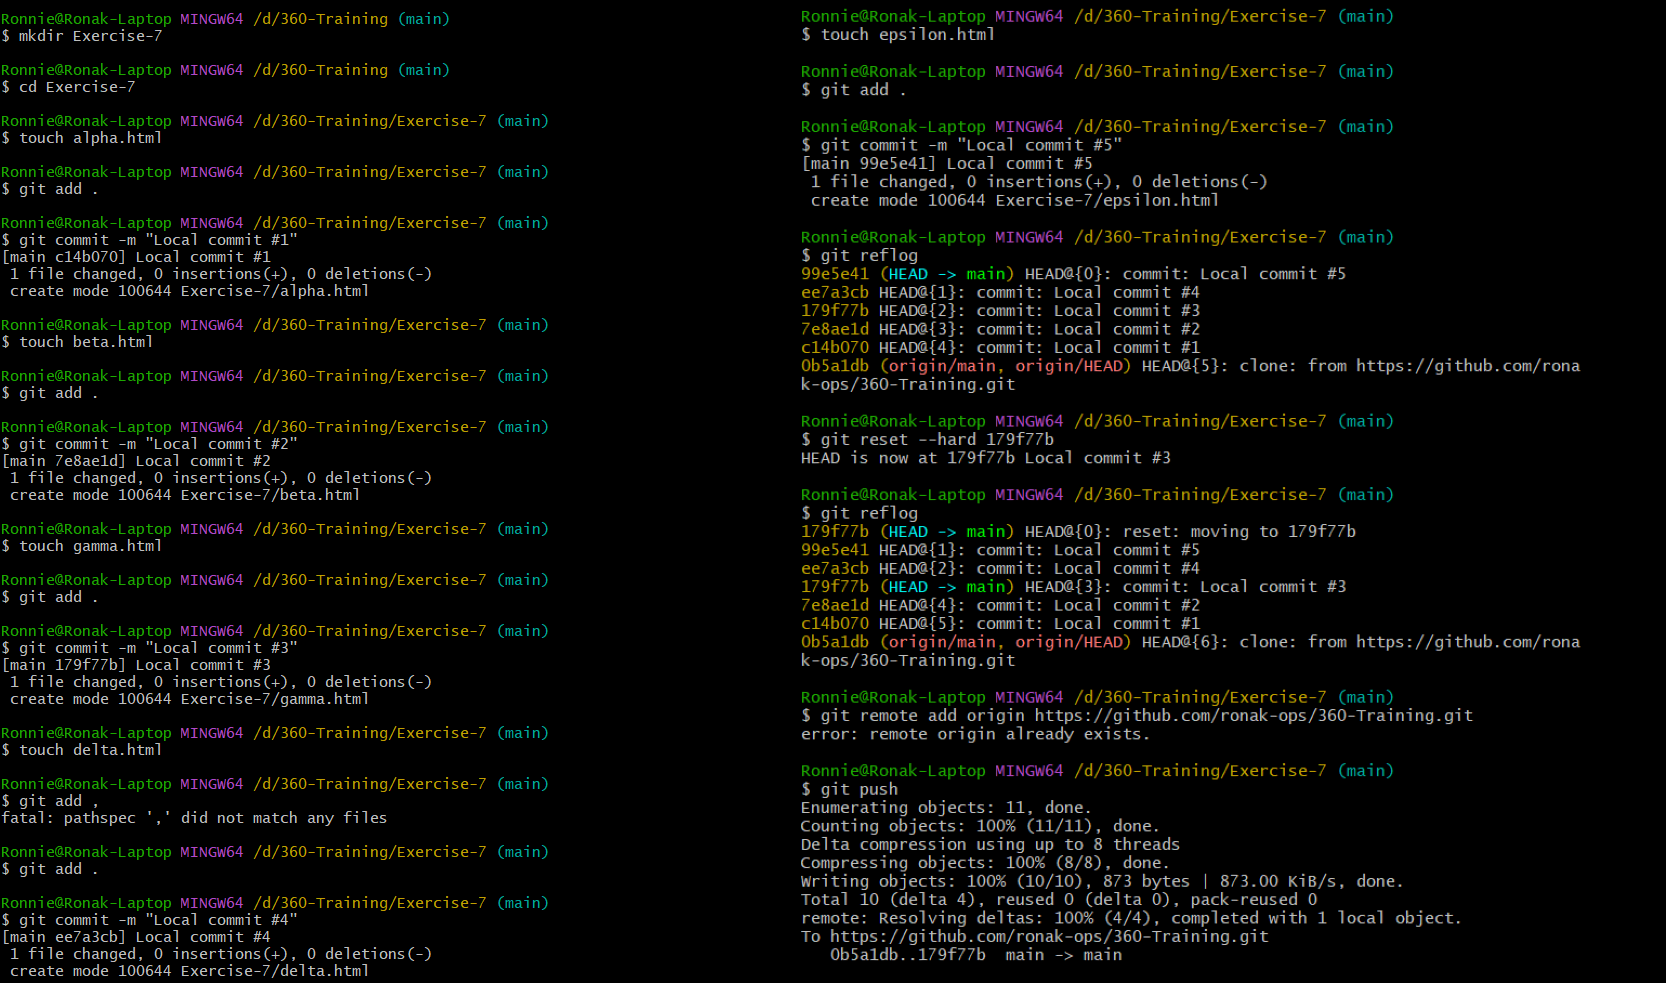 Ronnie@Ronak-Laptop MINGW64 /d/360-Training (main)
$ mkdir Exercise-7
Ronnie@Ronak-Laptop MINGW64 /d/360-Training (main)
$ cd Exercise-7
Ronnie@Ronak-Laptop MINGW64 /d/360-Training/Exercise-7 (main)
$ touch alpha.html
Ronnie@Ronak-Laptop MINGW64 /d/360-Training/Exercise-7 (main)
$ git add .
Ronnie@Ronak-Laptop MINGW64 /d/360-Training/Exercise-7 (main)
$ git commit -m "Local commit #1"
[main c14b070] Local commit #1
 1 file changed, 0 insertions(+), 0 deletions(-)
 create mode 100644 Exercise-7/alpha.html
Ronnie@Ronak-Laptop MINGW64 /d/360-Training/Exercise-7 (main)
$ touch beta.html
Ronnie@Ronak-Laptop MINGW64 /d/360-Training/Exercise-7 (main)
$ git add .
Ronnie@Ronak-Laptop MINGW64 /d/360-Training/Exercise-7 (main)
$ git commit -m "Local commit #2"
[main 7e8ae1d] Local commit #2
 1 file changed, 0 insertions(+), 0 deletions(-)
 create mode 100644 Exercise-7/beta.html
Ronnie@Ronak-Laptop MINGW64 /d/360-Training/Exercise-7 (main)
$ touch gamma.html
Ronnie@Ronak-Laptop MINGW64 /d/360-Training/Exercise-7 (main)
$ git add .
Ronnie@Ronak-Laptop MINGW64 /d/360-Training/Exercise-7 (main)
$ git commit -m "Local commit #3"
[main 179f77b] Local commit #3
 1 file changed, 0 insertions(+), 0 deletions(-)
 create mode 100644 Exercise-7/gamma.html
Ronnie@Ronak-Laptop MINGW64 /d/360-Training/Exercise-7 (main)
$ touch delta.html
Ronnie@Ronak-Laptop MINGW64 /d/360-Training/Exercise-7 (main)
$ git add ,
fatal: pathspec ',' did not match any files
Ronnie@Ronak-Laptop MINGW64 /d/360-Training/Exercise-7 (main)
$ git add .
Ronnie@Ronak-Laptop MINGW64 /d/360-Training/Exercise-7 (main)
$ git commit -m "Local commit #4"
[main ee7a3cb] Local commit #4
 1 file changed, 0 insertions(+), 0 deletions(-)
 create mode 100644 Exercise-7/delta.html
Ronnie@Ronak-Laptop MINGW64 /d/360-Training/Exercise-7 (main)
$ touch epsilon.html
Ronnie@Ronak-Laptop MINGW64 /d/360-Training/Exercise-7 (main)
$ git add .
Ronnie@Ronak-Laptop MINGW64 /d/360-Training/Exercise-7 (main)
$ git commit -m "Local commit #5"
[main 99e5e41] Local commit #5
 1 file changed, 0 insertions(+), 0 deletions(-)
 create mode 100644 Exercise-7/epsilon.html
Ronnie@Ronak-Laptop MINGW64 /d/360-Training/Exercise-7 (main)
$ git reflog
99e5e41 (HEAD -> main) HEAD@{0}: commit: Local commit #5
ee7a3cb HEAD@{1}: commit: Local commit #4
179f77b HEAD@{2}: commit: Local commit #3
7e8ae1d HEAD@{3}: commit: Local commit #2
c14b070 HEAD@{4}: commit: Local commit #1
0b5a1db (origin/main, origin/HEAD) HEAD@{5}: clone: from https://github.com/rona
k-ops/360-Training.git
Ronnie@Ronak-Laptop MINGW64 /d/360-Training/Exercise-7 (main)
$ git reset --hard 179f77b
HEAD is now at 179f77b Local commit #3
Ronnie@Ronak-Laptop MINGW64 /d/360-Training/Exercise-7 (main)
$ git reflog
179f77b (HEAD -> main) HEAD@{0}: reset: moving to 179f77b
99e5e41 HEAD@{1}: commit: Local commit #5
ee7a3cb HEAD@{2}: commit: Local commit #4
179f77b (HEAD -> main) HEAD@{3}: commit: Local commit #3
7e8ae1d HEAD@{4}: commit: Local commit #2
c14b070 HEAD@{5}: commit: Local commit #1
0b5a1db (origin/main, origin/HEAD) HEAD@{6}: clone: from https://github.com/rona
k-ops/360-Training.git
Ronnie@Ronak-Laptop MINGW64 /d/360-Training/Exercise-7 (main)
$ git remote add origin https://github.com/ronak-ops/360-Training.git
error: remote origin already exists.
Ronnie@Ronak-Laptop MINGW64 /d/360-Training/Exercise-7 (main)
$ git push
Enumerating objects: 11, done.
Counting objects: 100% (11/11), done.
Delta compression using up to 8 threads
Compressing objects: 100% (8/8), done.
Writing objects: 100% (10/10), 873 bytes | 873.00 KiB/s, done.
Total 10 (delta 4), reused 0 (delta 0), pack-reused 0
remote: Resolving deltas: 100% (4/4), completed with 1 local object.
To https://github.com/ronak-ops/360-Training.git
   0b5a1db..179f77b  main -> main